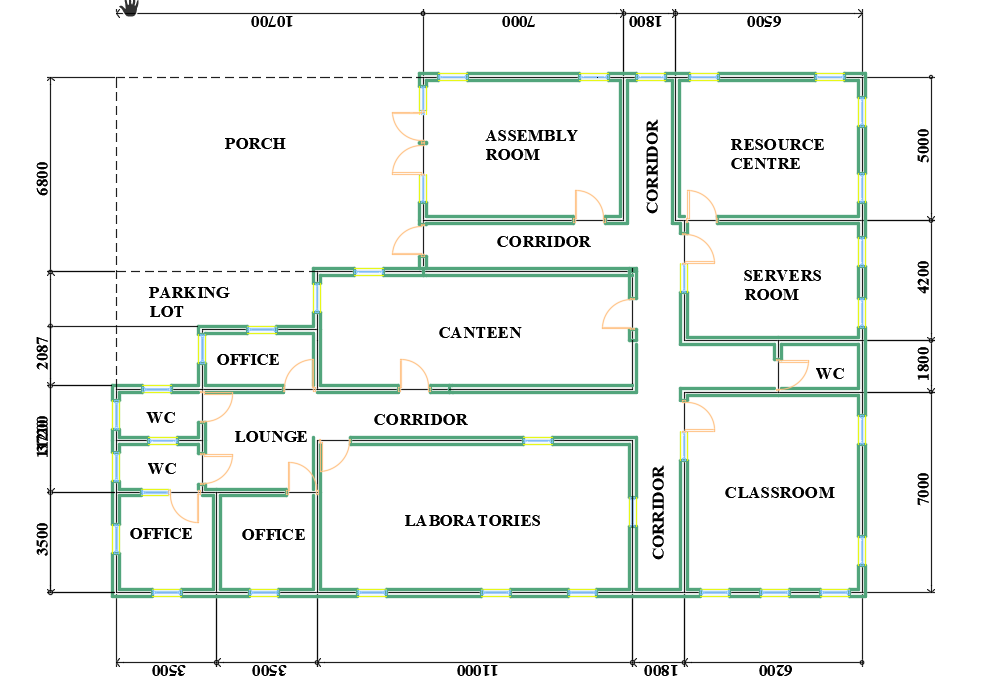 10700
7000
1800
6500
ASSEMBLY
ROOM
PORCH
RESOURCE
CENTRE
CORRIDOR
5000
6800
CORRIDOR
SERVERS
ROOM
4200
PARKING
LOT
CANTEEN
2087
OFFICE
WC
1800
WC
CORRIDOR
LOUNGE
WC
CLASSROOM
7000
LABORATORIES
CORRIDOR
OFFICE
OFFICE
3500
3500
3500
11000
1800
6200